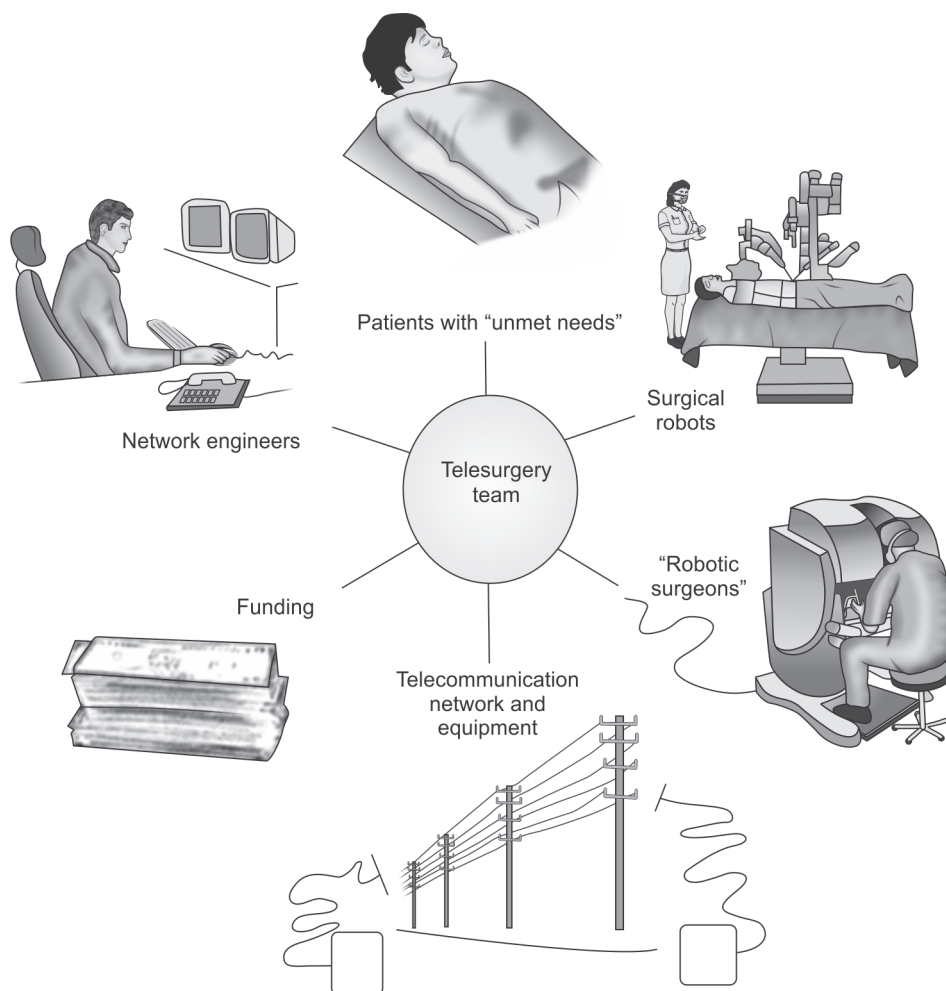 Patients with “unmet needs”
Surgical
robots
Network engineers
Telesurgery
team
“Robotic
surgeons”
Funding
Telecommunication
network and
equipment